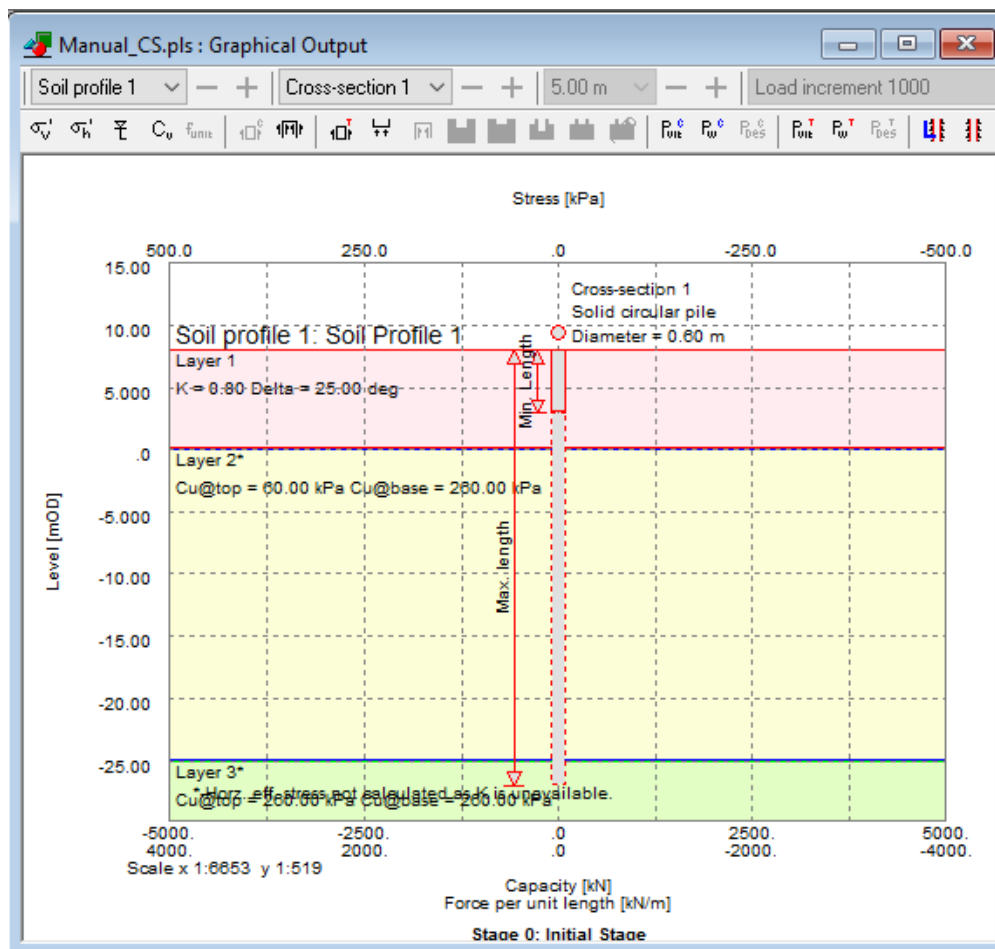 Manual_CS.pls : Graphical Output
Soil profile 1 Cross-section 1 5.00 m Load increment 1000
Stress [kPa]
500.0 250.0 .0 -250.0 -500.0
15.00
Cross-section 1
Solid circular pile
10.00
Soil profile 1: Soil Profile 1
Diameter = 0.60 m
Layer 1
Min. Length
5.000
K = 0.80 Delta = 25.00 deg
.0
Layer 2*
Cu@top = 60.00 kPa Cu@base = 260.00 kPa
-5.000
Level [mOD]
Max. length
-10.00
-15.00
-20.00
-25.00
Layer 3*
* Horz. eff. stress not calculated as K is unavailable.
Cu@top = 260.00 kPa Cu@base = 260.00 kPa
-5000. -2500. .0 2500. 5000.
4000. 2000. .0 -2000. -4000.
Scale x 1:6653 y 1:519
Capacity [kN]
Force per unit length [kN/m]
Stage 0: Initial Stage